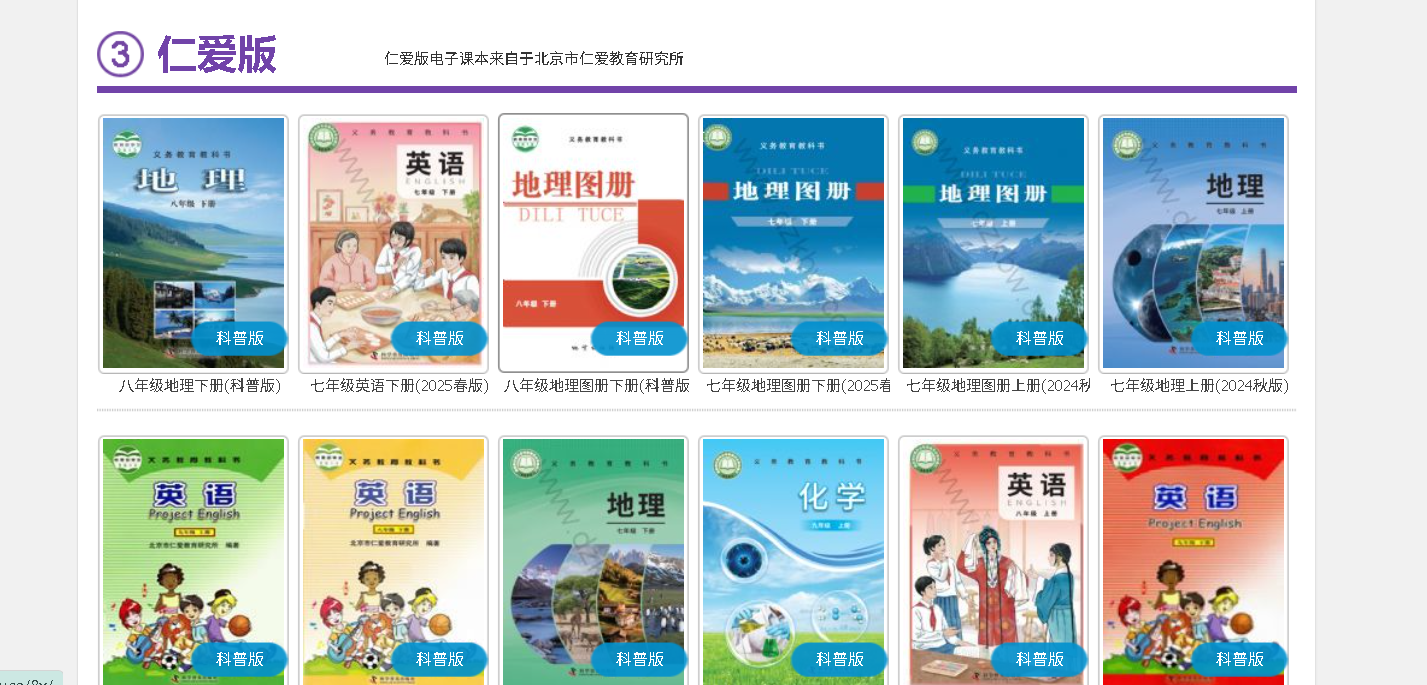 ③ 仁爱版
仁爱版电子课本来自于北京市仁爱教育研究所
义务教育教科书
地 理
八年级 下册
科普版
义务教育教科书
英语
ENGLISH
七年级 下册
科普版
义务教育教科书
地理图册
DILI TUCE
八年级 下册
科普版
义务教育教科书
DILI TUCE
地理图册
七年级 下册
科普版
义务教育教科书
DILI TUCE
地理图册
七年级 上册
科普版
义务教育教科书
地理
七年级 上册
科普版
八年级地理下册(科普版)
七年级英语下册(2025春版)
八年级地理图册下册(科普版
七年级地理图册下册(2025春
七年级地理图册上册(2024秋
七年级地理上册(2024秋版)
义务教育教科书
英 语
Project English
九年级 上册
北京市仁爱教育研究所 编著
科普版
义务教育教科书
英 语
Project English
八年级 下册
北京市仁爱教育研究所 编著
科普版
义务教育教科书
地理
七年级 下册
科普版
义务教育教科书
化学
九年级 上册
科普版
义务教育教科书
英语
ENGLISH
八年级 上册
科普版
义务教育教科书
英 语
Project English
九年级 下册
科普版